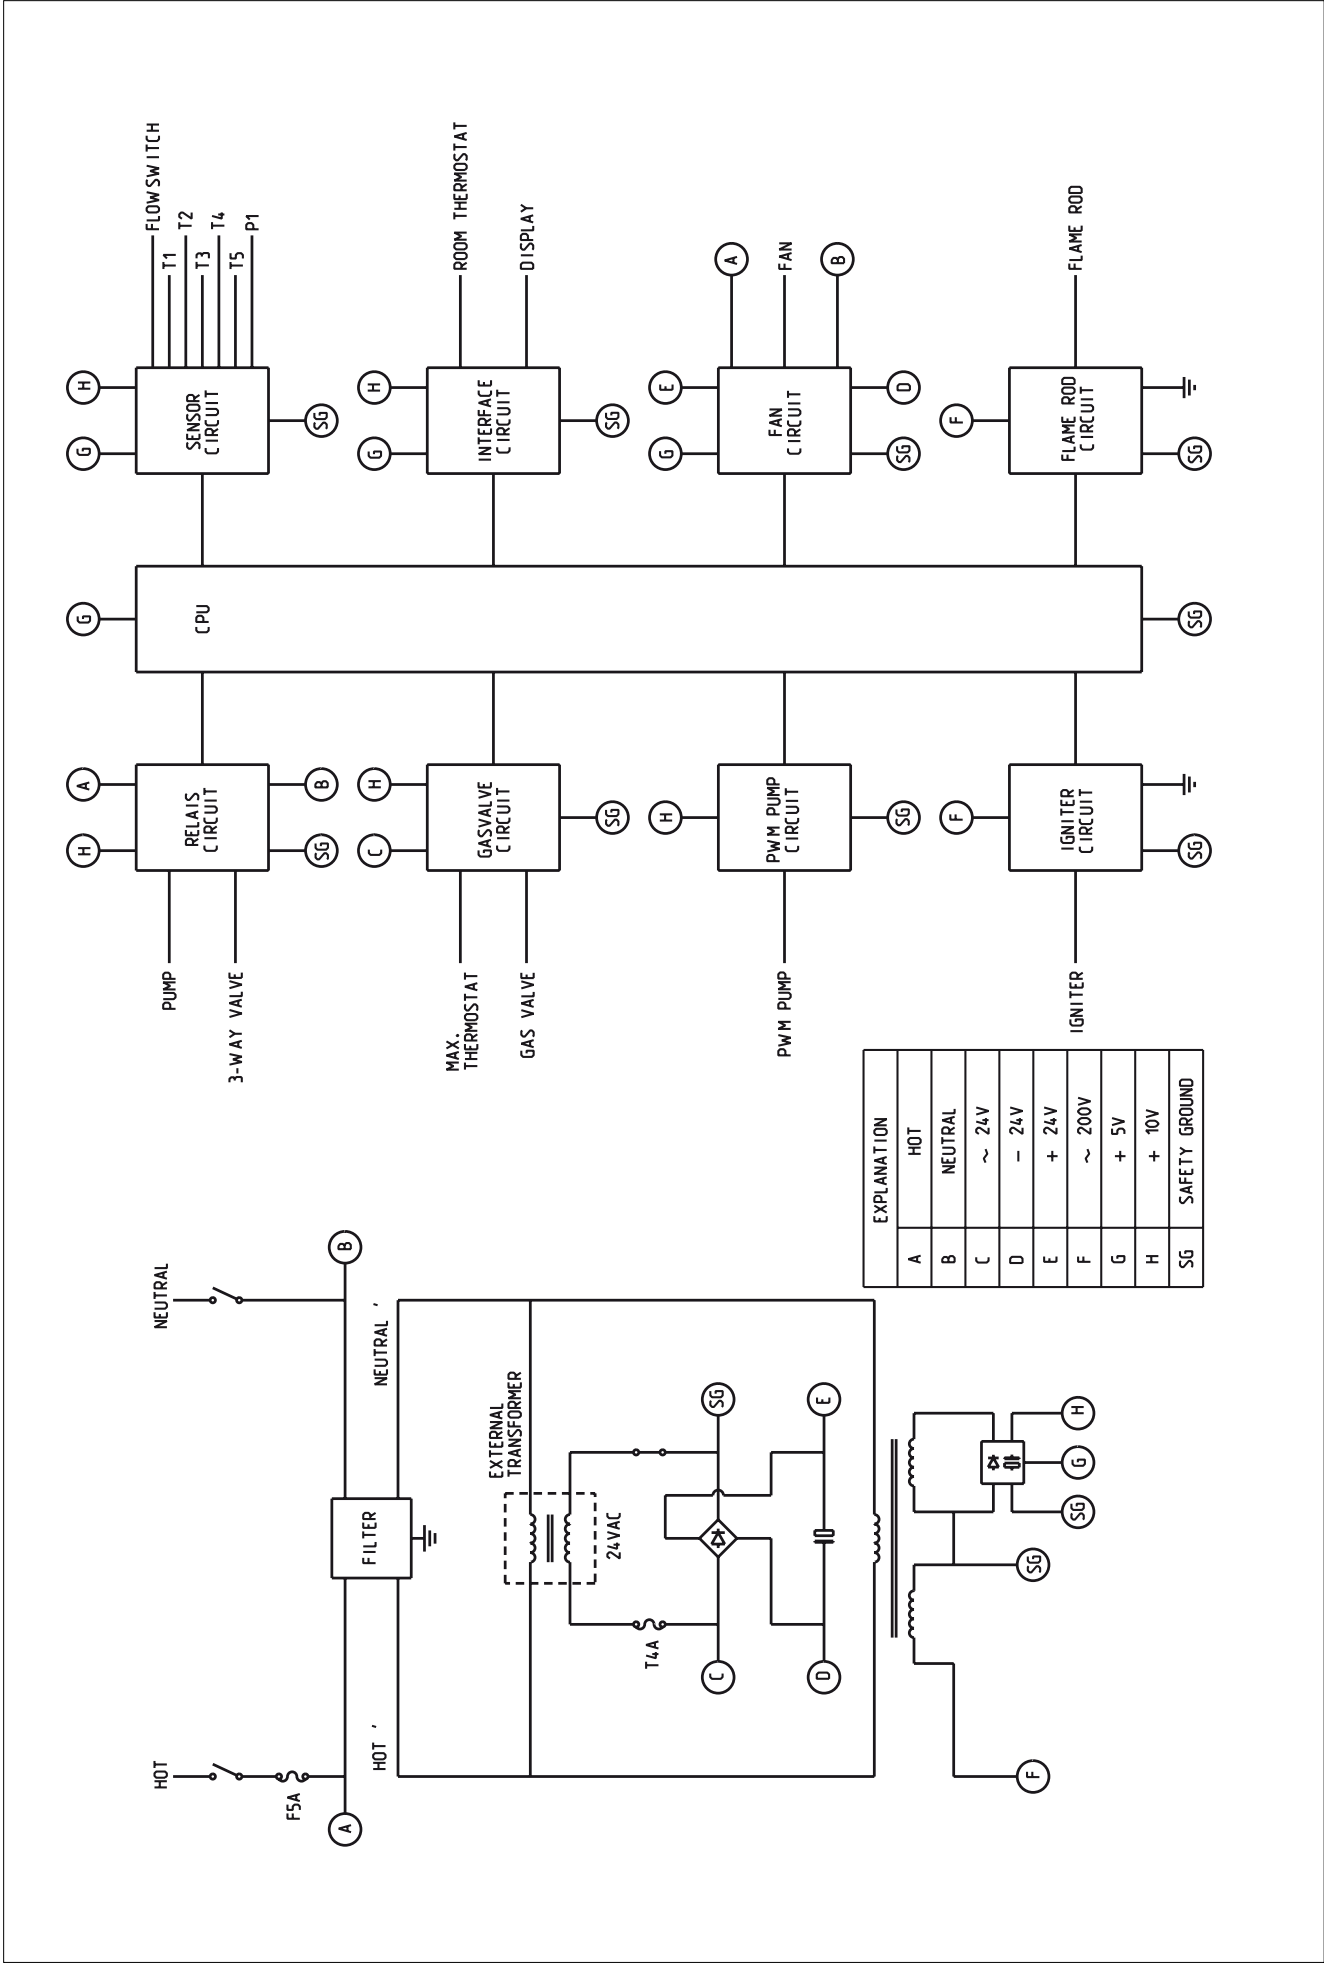 HOT
F5A
A
HOT '
FILTER
NEUTRAL
B
NEUTRAL '
EXTERNAL
TRANSFORMER
24VAC
T4A
C
SG
D
E
F
SG
SG
G
H
EXPLANATION
A HOT
B NEUTRAL
C ~ 24V
D - 24V
E + 24V
F ~ 200V
G + 5V
H + 10V
SG SAFETY GROUND
PUMP
3-WAY VALVE
H
A
RELAIS
CIRCUIT
SG
B
MAX.
THERMOSTAT
GAS VALVE
C
H
GASVALVE
CIRCUIT
SG
PWM PUMP
H
PWM PUMP
CIRCUIT
SG
IGNITER
F
IGNITER
CIRCUIT
SG
G
CPU
SG
G
H
SENSOR
CIRCUIT
SG
FLOWSWITCH
T1
T2
T3
T4
T5
P1
G
H
INTERFACE
CIRCUIT
SG
ROOM THERMOSTAT
DISPLAY
G
E
FAN
CIRCUIT
SG
D
A
FAN
B
F
FLAME ROD
CIRCUIT
SG
FLAME ROD